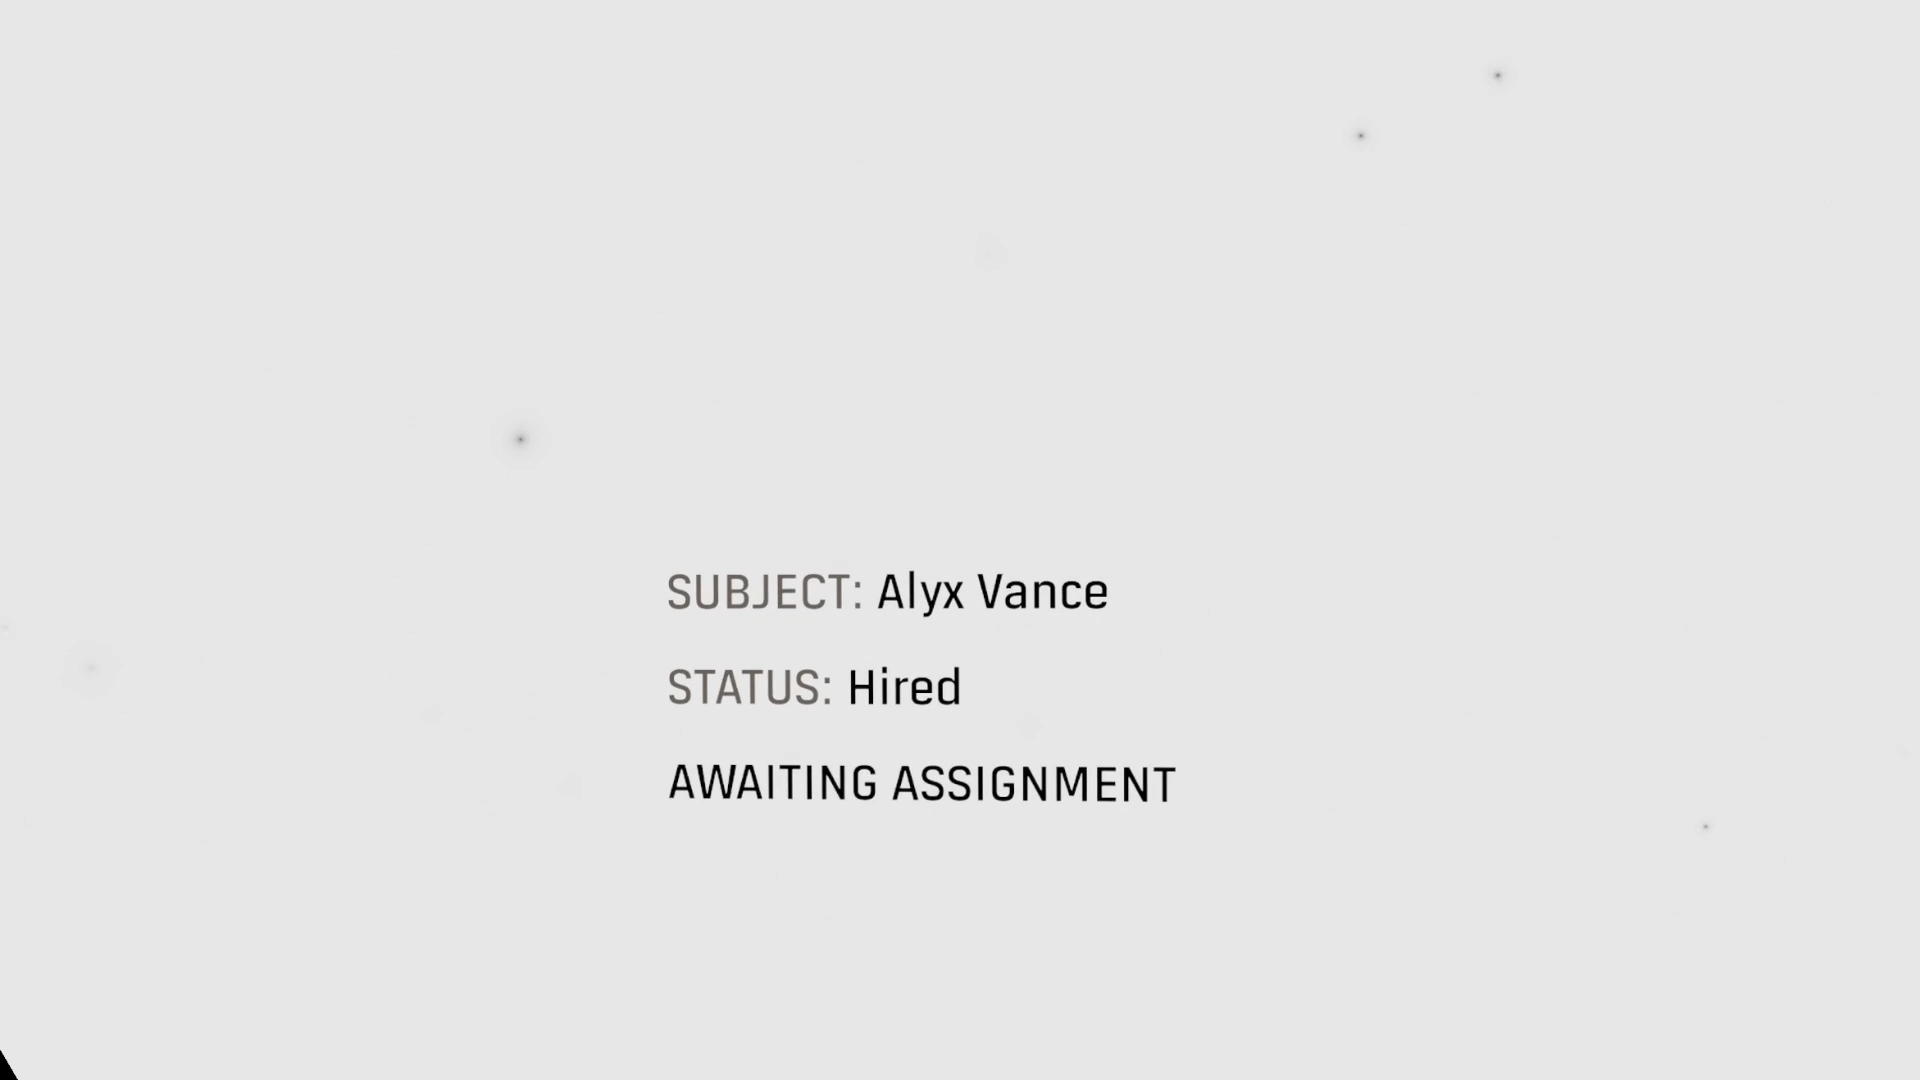 SUBJECT: Alyx Vance
STATUS: Hired
AWAITING ASSIGNMENT